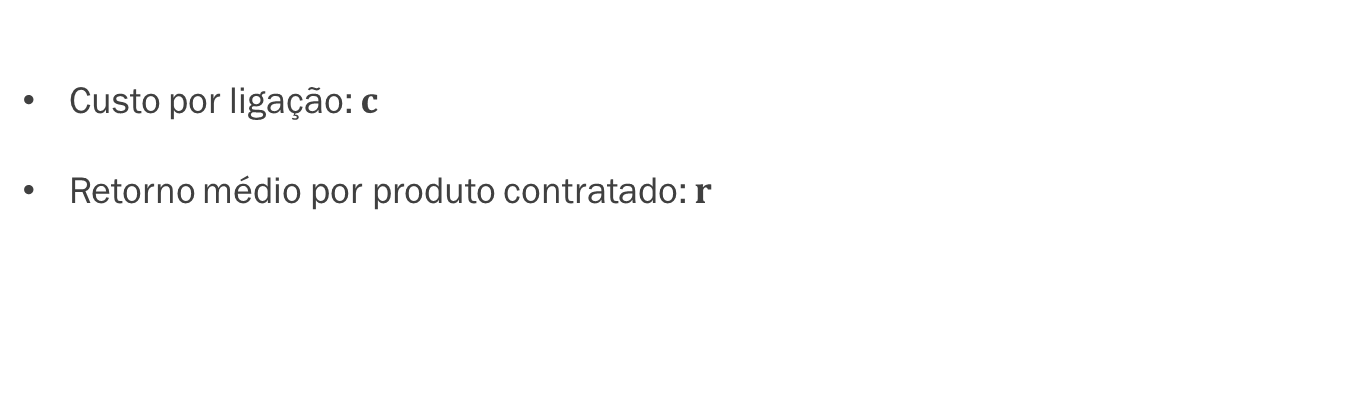 • Custo por ligação: c
• Retorno médio por produto contratado: r